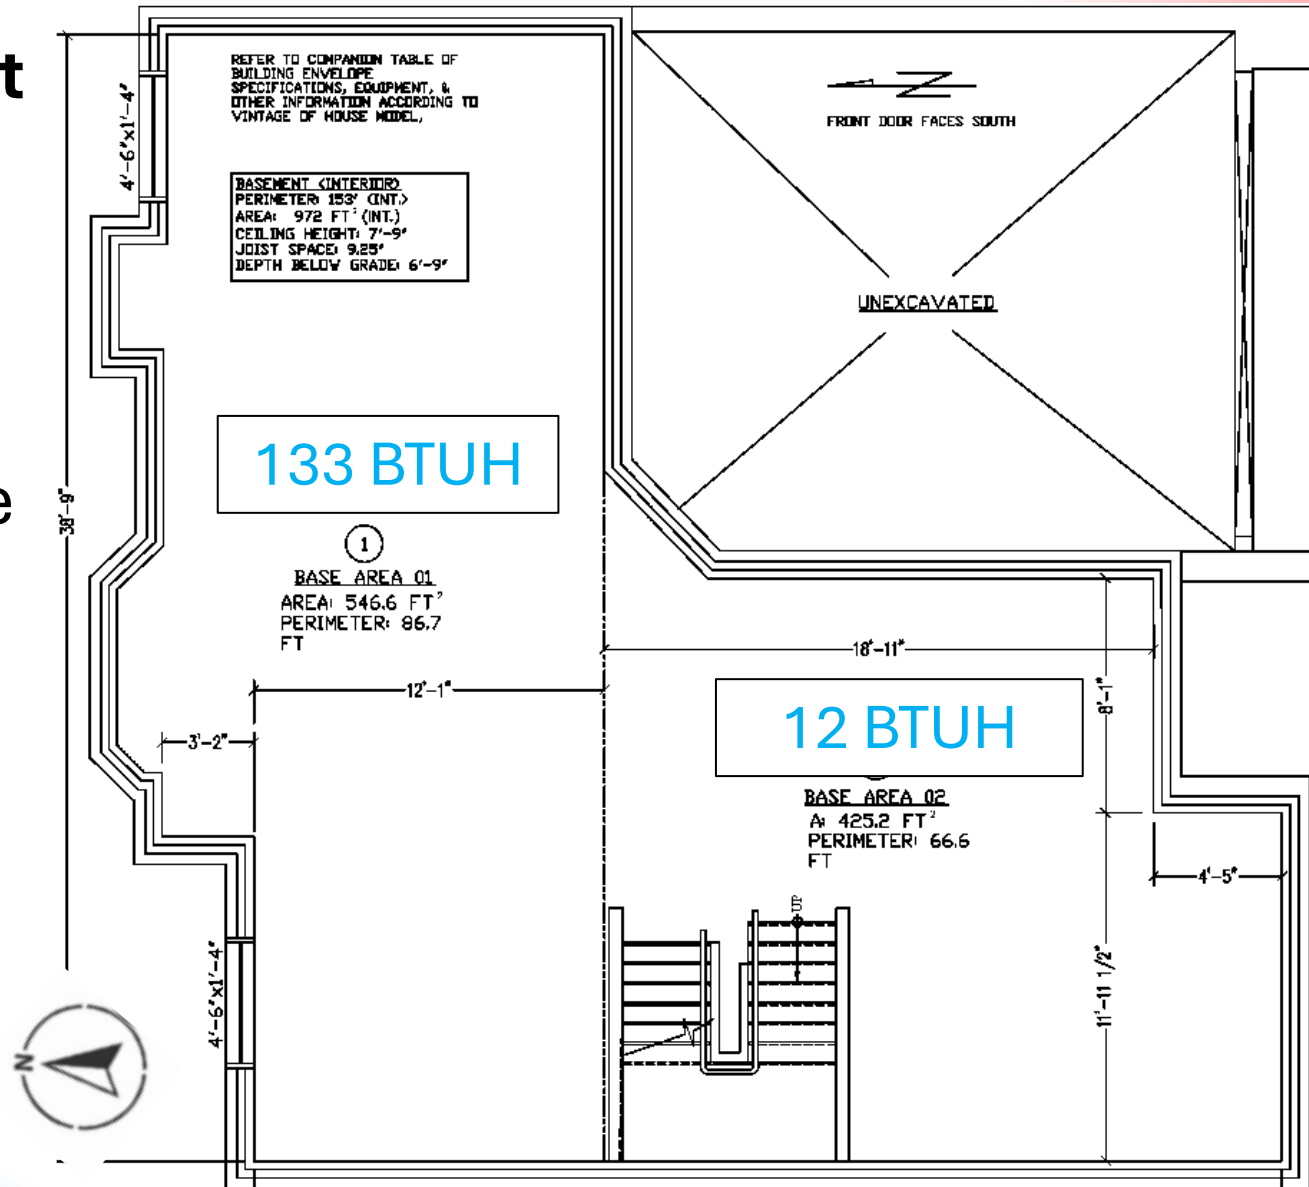 t
e
REFER TO COMPANION TABLE OF
BUILDING ENVELOPE
SPECIFICATIONS, EQUIPMENT, &
OTHER INFORMATION ACCORDING TO
VINTAGE OF HOUSE MODEL,
N
FRONT DOOR FACES SOUTH
4'-6"x1'-4"
BASEMENT (INTERIOR)
PERIMETER: 153' (INT.)
AREA: 972 FT² (INT.)
CEILING HEIGHT: 7'-9"
JOIST SPACE: 9.25"
DEPTH BELOW GRADE: 6'-9"
UNEXCAVATED
133 BTUH
38'-9"
1
BASE AREA 01
AREA: 546.6 FT²
PERIMETER: 86.7
FT
18'-11"
12'-1"
8'-1"
3'-2"
12 BTUH
BASE AREA 02
A: 425.2 FT²
PERIMETER: 66.6
FT
4'-5"
UP
4'-6"x1'-4"
11'-11 1/2"
N